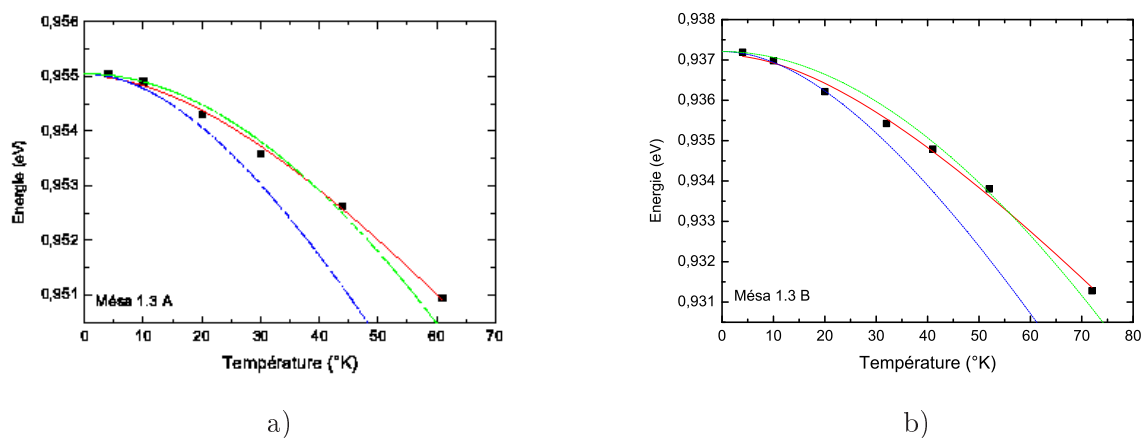 0,956
0,955
0,954
0,953
0,952
0,951
Energie (eV)
Mésa 1.3 A
0 10 20 30 40 50 60 70
Température (°K)
a)
0,938
0,937
0,936
0,935
0,934
0,933
0,932
0,931
Energie (eV)
Mésa 1.3 B
0 10 20 30 40 50 60 70 80
Température (°K)
b)